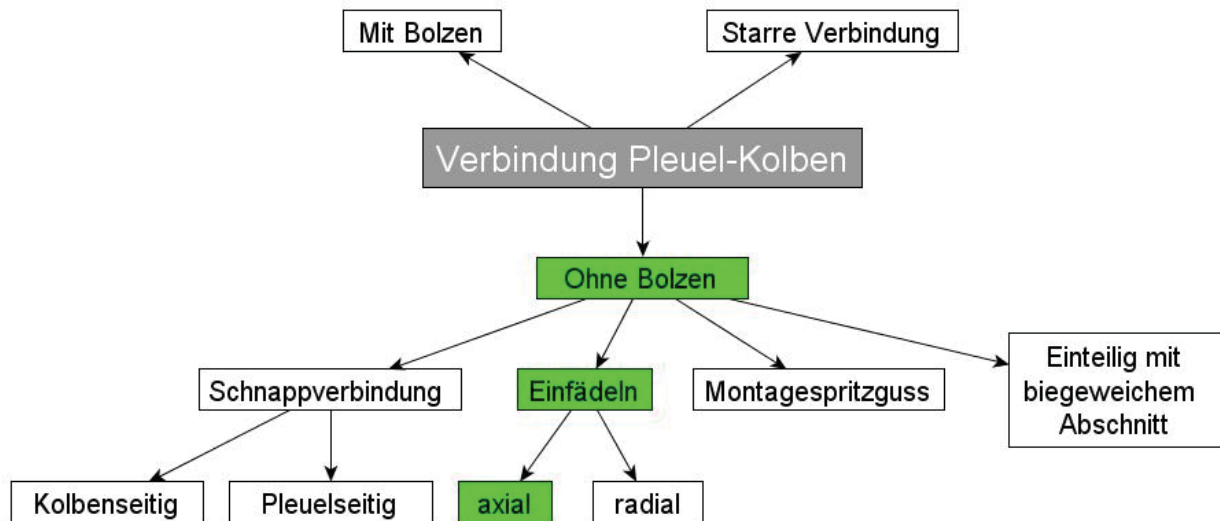 Mit Bolzen
Starre Verbindung
Verbindung Pleuel-Kolben
Ohne Bolzen
Schnappverbindung
Einfädeln
Montagespritzguss
Einteilig mit
biegeweichem
Abschnitt
Kolbenseitig
Pleuelseitig
axial
radial